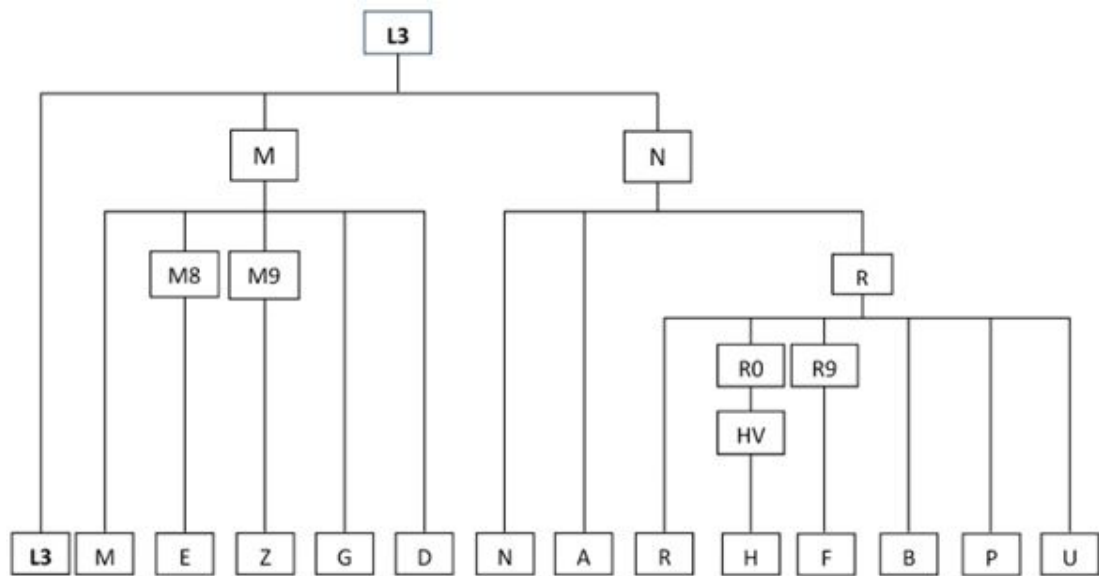 L3
M N
M8 M9 R
R0 R9
HV
L3 M E Z G D N A R H F B P U